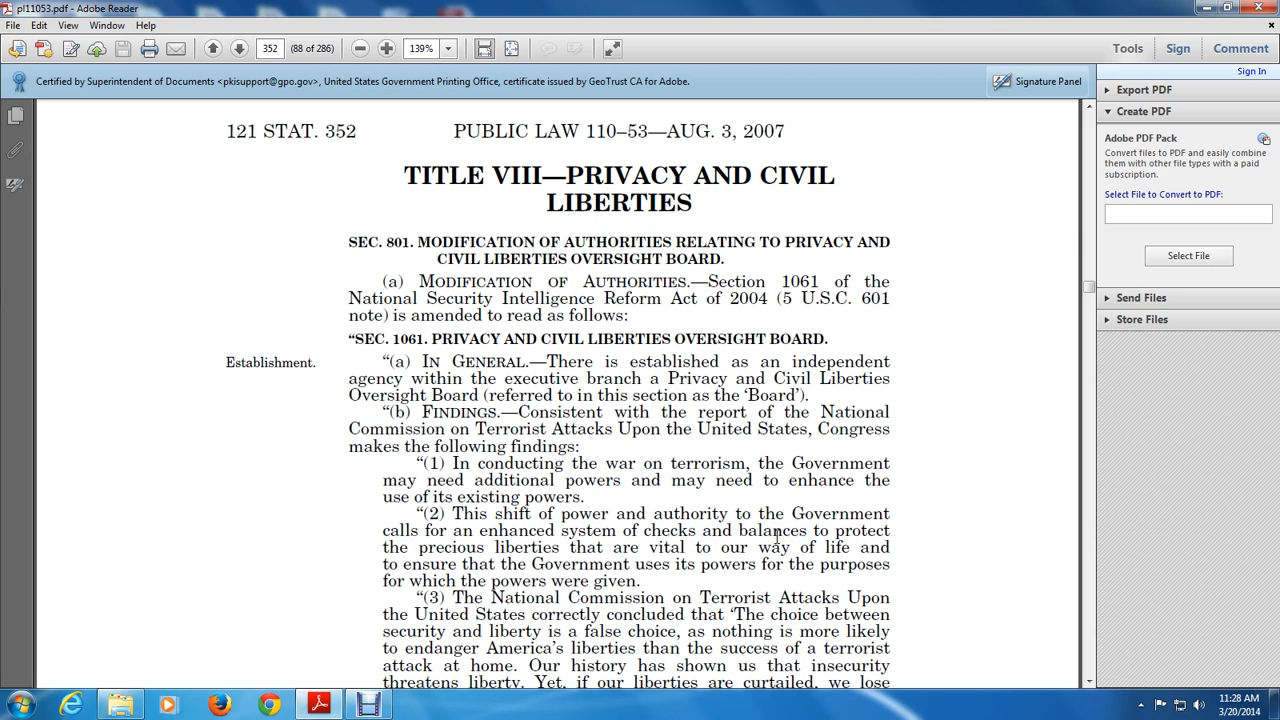 pl11053.pdf - Adobe Reader
File Edit View Window Help
352 (88 of 286) 139% Tools Sign Comment
Certified by Superintendent of Documents <pkisupport@gpo.gov>, United States Government Printing Office, certificate issued by GeoTrust CA for Adobe. Signature Panel
Sign In
Export PDF
Create PDF
Adobe PDF Pack
Convert files to PDF and easily combine
them with other file types with a paid
subscription.
Select File to Convert to PDF:
Select File
Send Files
Store Files
121 STAT. 352 PUBLIC LAW 110–53—AUG. 3, 2007
TITLE VIII—PRIVACY AND CIVIL
LIBERTIES
SEC. 801. MODIFICATION OF AUTHORITIES RELATING TO PRIVACY AND
CIVIL LIBERTIES OVERSIGHT BOARD.
(a) MODIFICATION OF AUTHORITIES.—Section 1061 of the
National Security Intelligence Reform Act of 2004 (5 U.S.C. 601
note) is amended to read as follows:
“SEC. 1061. PRIVACY AND CIVIL LIBERTIES OVERSIGHT BOARD.
Establishment.
“(a) IN GENERAL.—There is established as an independent
agency within the executive branch a Privacy and Civil Liberties
Oversight Board (referred to in this section as the ‘Board’).
“(b) FINDINGS.—Consistent with the report of the National
Commission on Terrorist Attacks Upon the United States, Congress
makes the following findings:
“(1) In conducting the war on terrorism, the Government
may need additional powers and may need to enhance the
use of its existing powers.
“(2) This shift of power and authority to the Government
calls for an enhanced system of checks and balances to protect
the precious liberties that are vital to our way of life and
to ensure that the Government uses its powers for the purposes
for which the powers were given.
“(3) The National Commission on Terrorist Attacks Upon
the United States correctly concluded that ‘The choice between
security and liberty is a false choice, as nothing is more likely
to endanger America’s liberties than the success of a terrorist
attack at home. Our history has shown us that insecurity
threatens liberty. Yet, if our liberties are curtailed, we lose
11:28 AM
3/20/2014